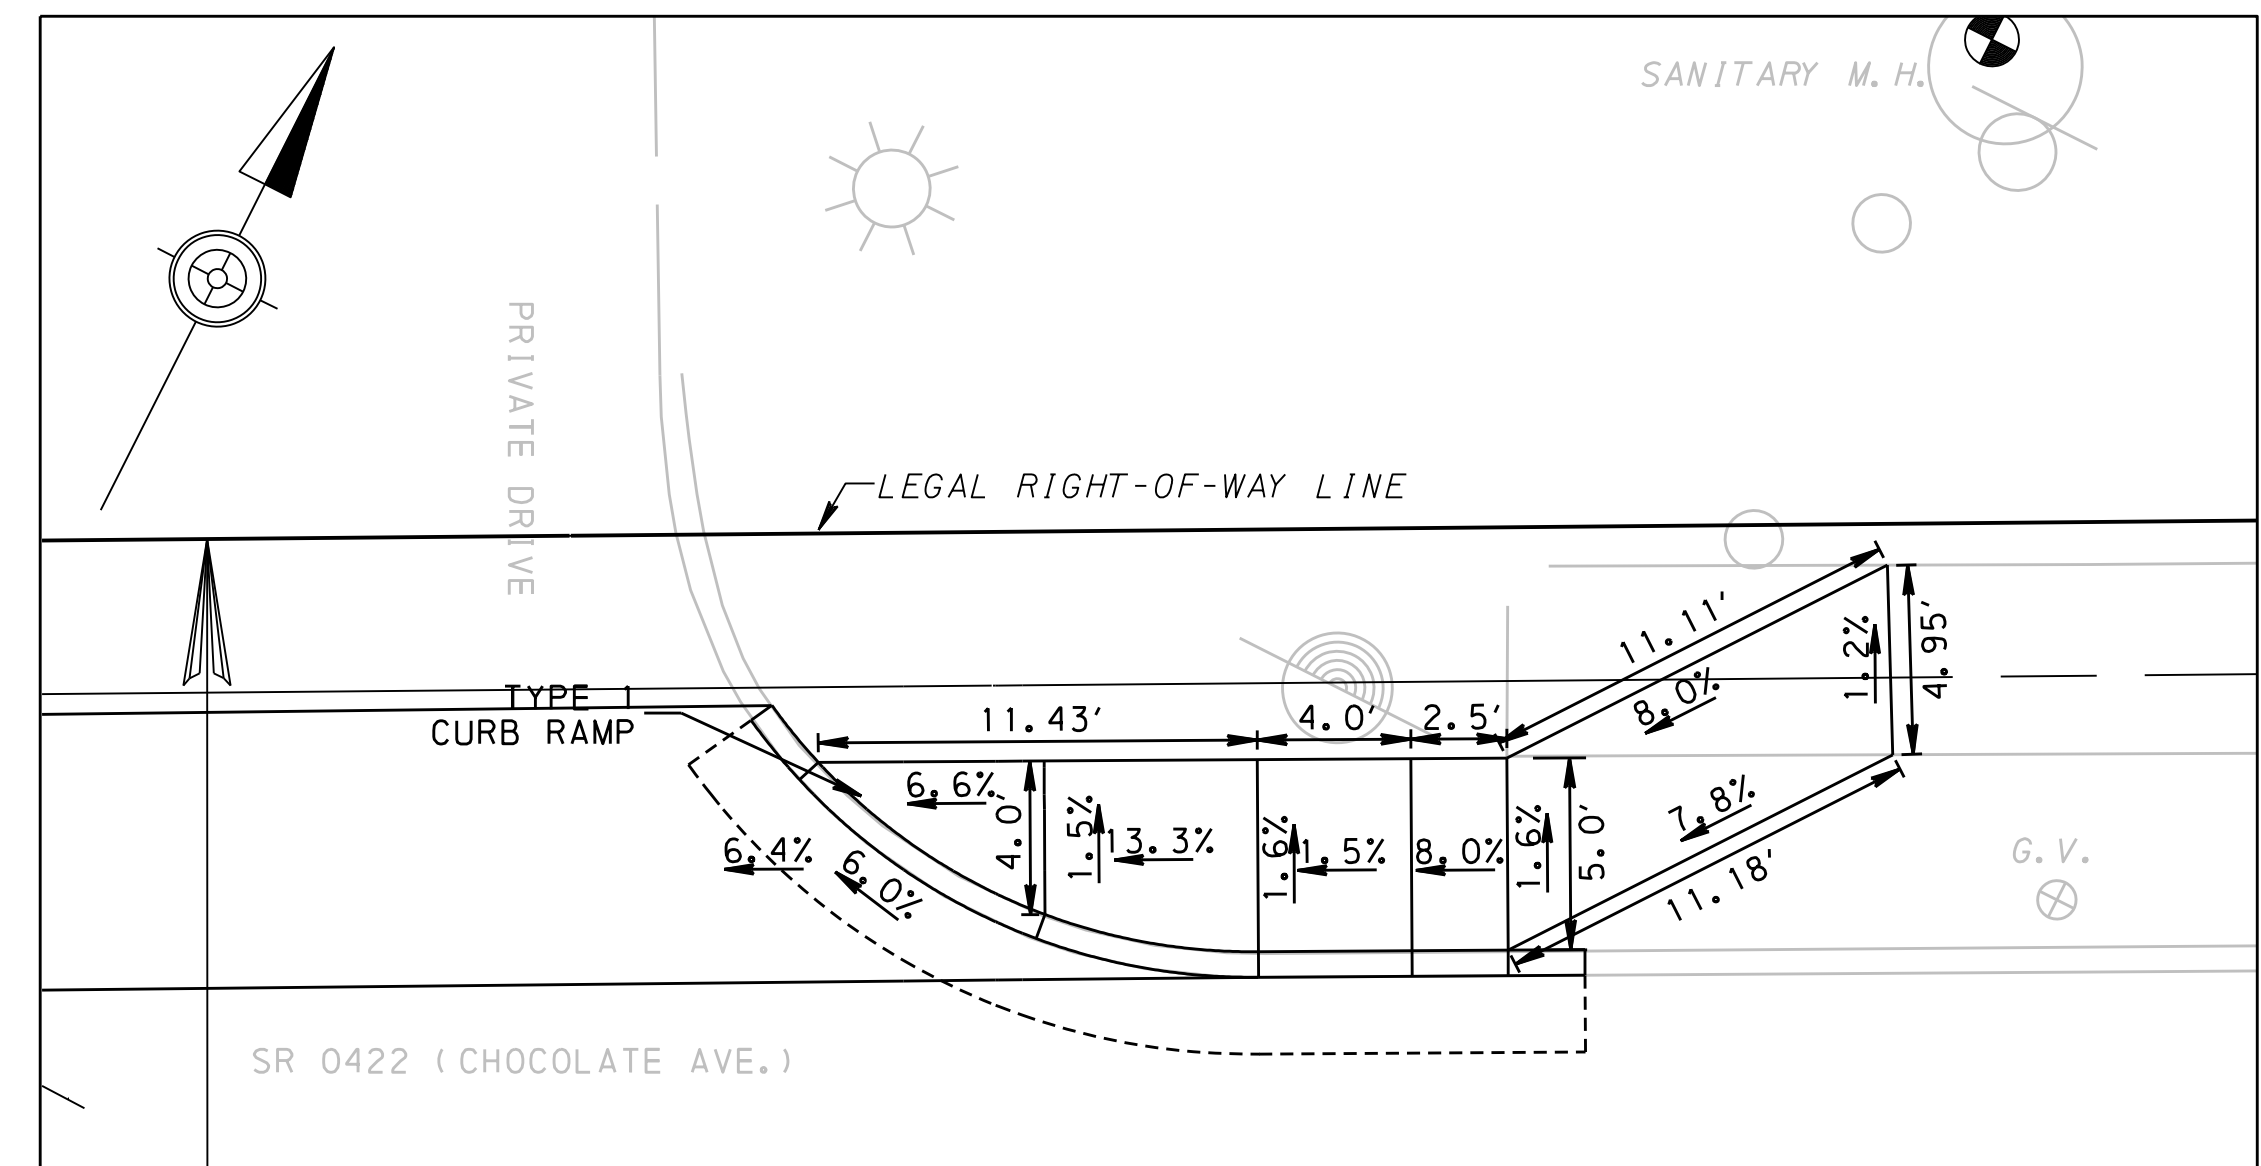 SANITARY M.H.
PRIVATE DRIVE
LEGAL RIGHT-OF-WAY LINE
11.11'
1.2%
4.95'
8.0%
TYPE 1
CURB RAMP
11.43'
4.0'
2.5'
6.6%
4.0'
1.5%
13.3%
1.6%
1.5%
8.0%
1.6%
5.0'
7.8%
11.18'
6.4%
6.0%
G.V.
SR 0422 (CHOCOLATE AVE.)